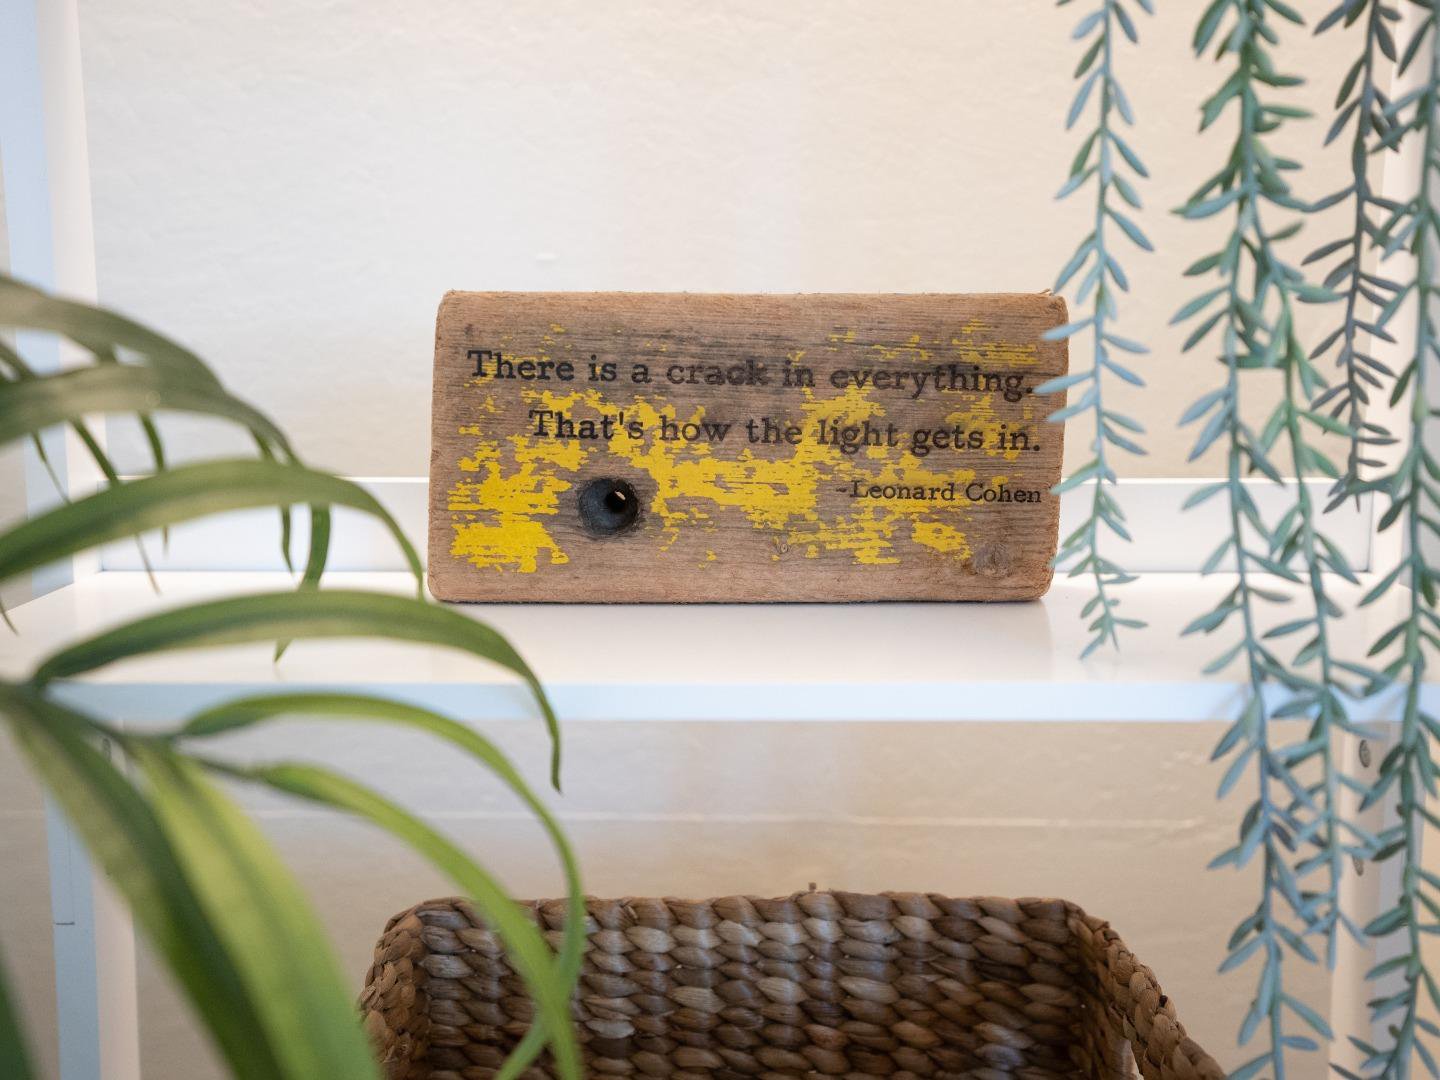 There is a crack in everything.
That's how the light gets in.
-Leonard Cohen